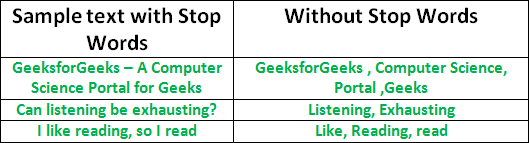 Sample text with Stop
Words
Without Stop Words
GeeksforGeeks – A Computer
Science Portal for Geeks
GeeksforGeeks , Computer Science,
Portal ,Geeks
Can listening be exhausting?
Listening, Exhausting
I like reading, so I read
Like, Reading, read